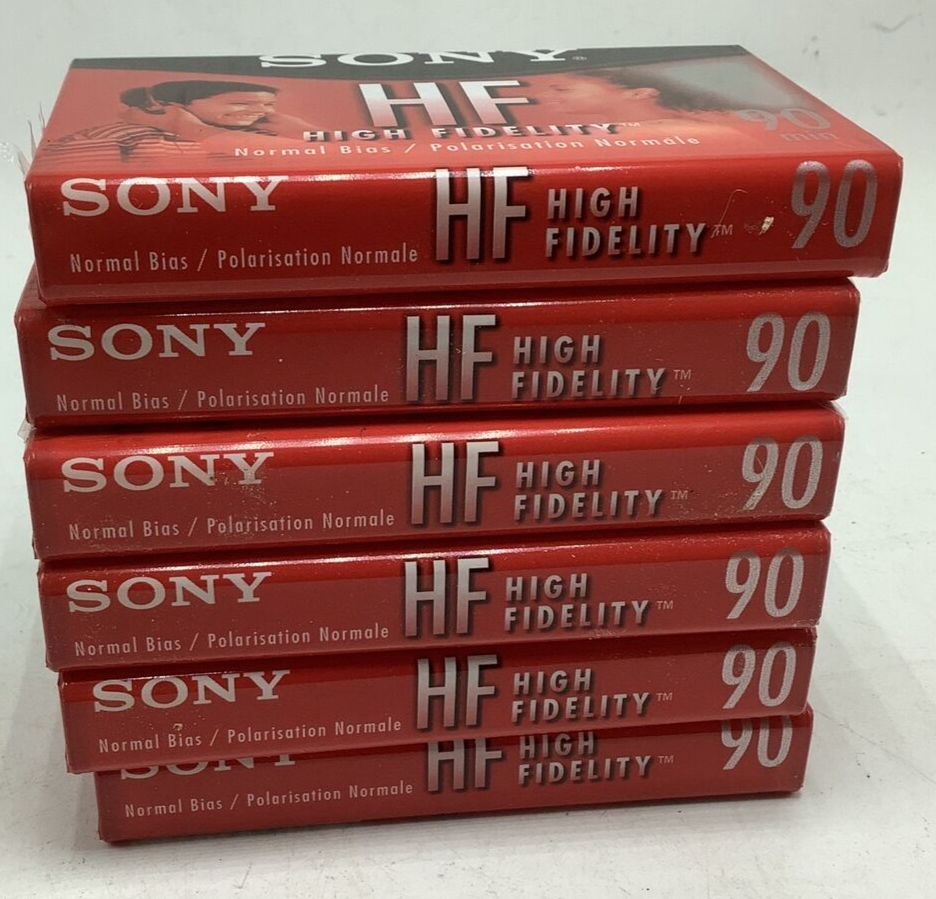 SONY®
HF
HIGH FIDELITY™
Normal Bias / Polarisation Normale
90
min
SONY
Normal Bias / Polarisation Normale
HF
HIGH
FIDELITY™
90
SONY
Normal Bias / Polarisation Normale
HF
HIGH
FIDELITY™
90
SONY
Normal Bias / Polarisation Normale
HF
HIGH
FIDELITY™
90
SONY
Normal Bias / Polarisation Normale
HF
HIGH
FIDELITY™
90
SONY
Normal Bias / Polarisation Normale
HF
HIGH
FIDELITY™
90
SONY
Normal Bias / Polarisation Normale
HF
HIGH
FIDELITY™
90